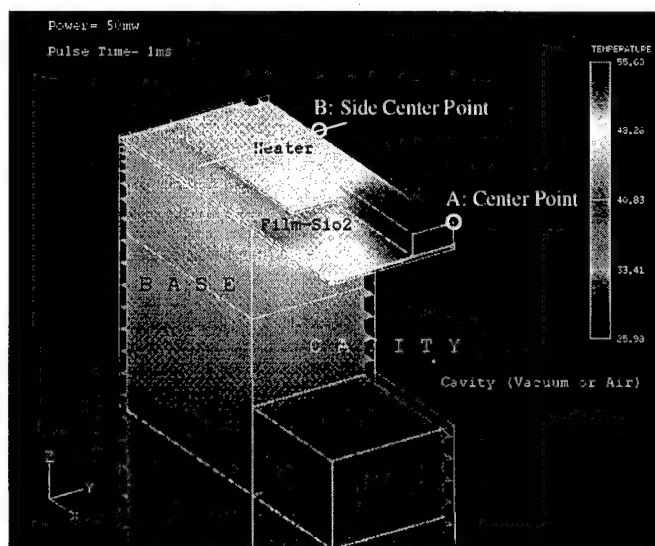 Power= 50mw
Pulse Time- 1ms
TEMPERATURE
55,60
48,26
40,83
33,41
25,98
B: Side Center Point
Heater
A: Center Point
Film-Sio2
B A S E
C A V I T Y
Cavity (Vacuum or Air)
Z
Y
X